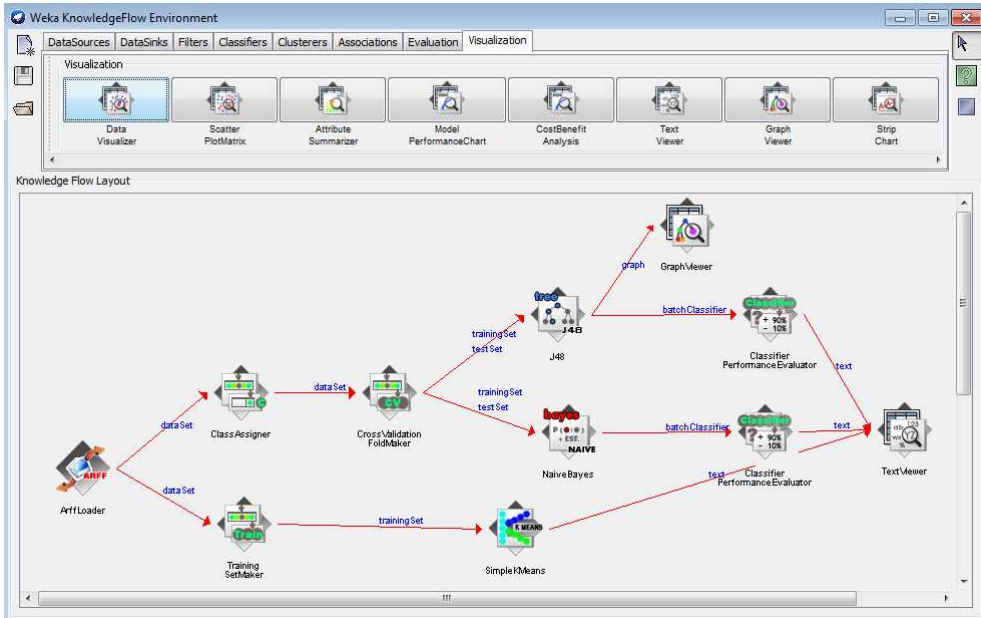 Weka KnowledgeFlow Environment
DataSources DataSinks Filters Classifiers Clusterers Associations Evaluation Visualization
Visualization
Data Visualizer
Scatter PlotMatrix
Attribute Summarizer
Model PerformanceChart
CostBenefit Analysis
Text Viewer
Graph Viewer
Strip Chart
Knowledge Flow Layout
GraphViewer
graph
tree
J48
J48
batchClassifier
Classifier
? + 90%
- 10%
Classifier
PerformanceEvaluator
text
trainingSet
testSet
dataSet
C
ClassAssigner
dataSet
CV
CrossValidation
FoldMaker
trainingSet
testSet
bayes
+ EST.
NAIVE
NaiveBayes
batchClassifier
Classifier
? + 90%
- 10%
Classifier
PerformanceEvaluator
text
TextViewer
ARFF
ArffLoader
dataSet
Train
Training
SetMaker
trainingSet
K MEANS
SimpleKMeans
text